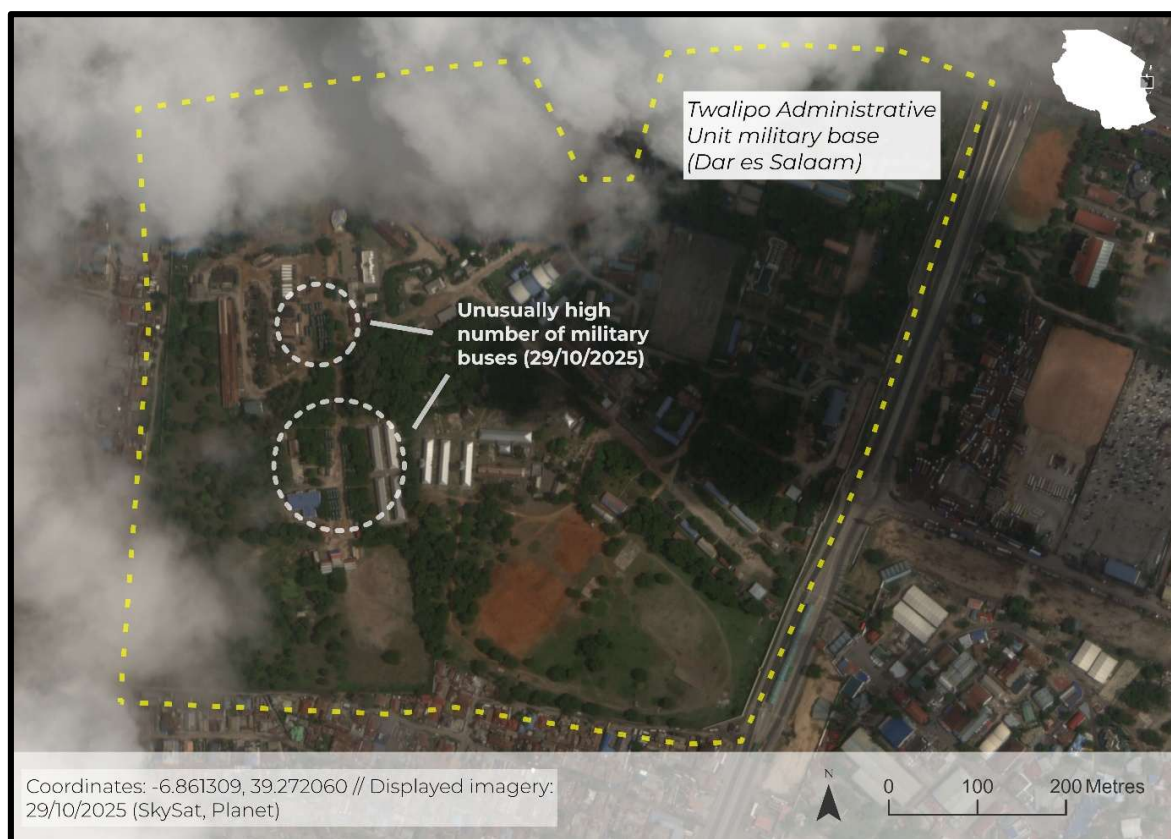 Twalipo Administrative
Unit military base
(Dar es Salaam)
Unusually high
number of military
buses (29/10/2025)
Coordinates: -6.861309, 39.272060 // Displayed imagery:
29/10/2025 (SkySat, Planet)
N
0 100 200 Metres